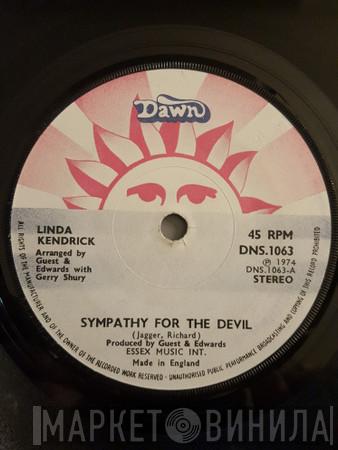 Dawn
LINDA
KENDRICK
Arranged by
Guest &
Edwards with
Gerry Shury
45 RPM
DNS.1063
Ⓟ 1974
DNS.1063-A
STEREO
SYMPATHY FOR THE DEVIL
(Jagger, Richard)
Produced by Guest & Edwards
ESSEX MUSIC INT.
Made in England
ALL RIGHTS OF THE MANUFACTURER AND OF THE OWNER OF THE RECORDED WORK RESERVED - UNAUTHORISED PUBLIC PERFORMANCE BROADCASTING AND COPYING OF THIS RECORD PROHIBITED
МАРКЕТ ВИНИЛА